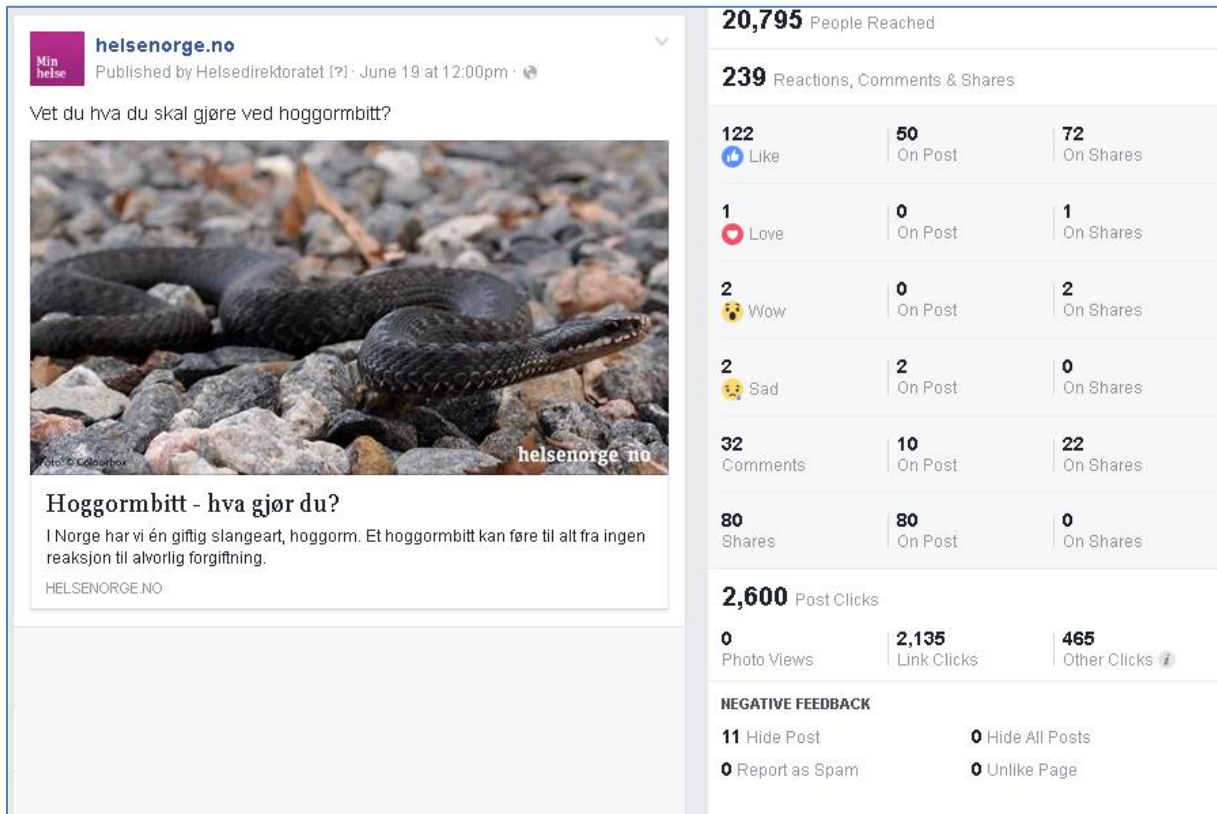 Min
helse
helsenorge.no
Published by Helsedirektoratet [?] · June 19 at 12:00pm ·
Vet du hva du skal gjøre ved hoggormbitt?
Foto: © Colourbox
helsenorge no
Hoggormbitt - hva gjør du?
I Norge har vi én giftig slangeart, hoggorm. Et hoggormbitt kan føre til alt fra ingen
reaksjon til alvorlig forgiftning.
HELSENORGE.NO
20,795 People Reached
239 Reactions, Comments & Shares
122 50 72
Like On Post On Shares
1 0 1
Love On Post On Shares
2 0 2
Wow On Post On Shares
2 2 0
Sad On Post On Shares
32 10 22
Comments On Post On Shares
80 80 0
Shares On Post On Shares
2,600 Post Clicks
0 2,135 465
Photo Views Link Clicks Other Clicks i
NEGATIVE FEEDBACK
11 Hide Post 0 Hide All Posts
0 Report as Spam 0 Unlike Page